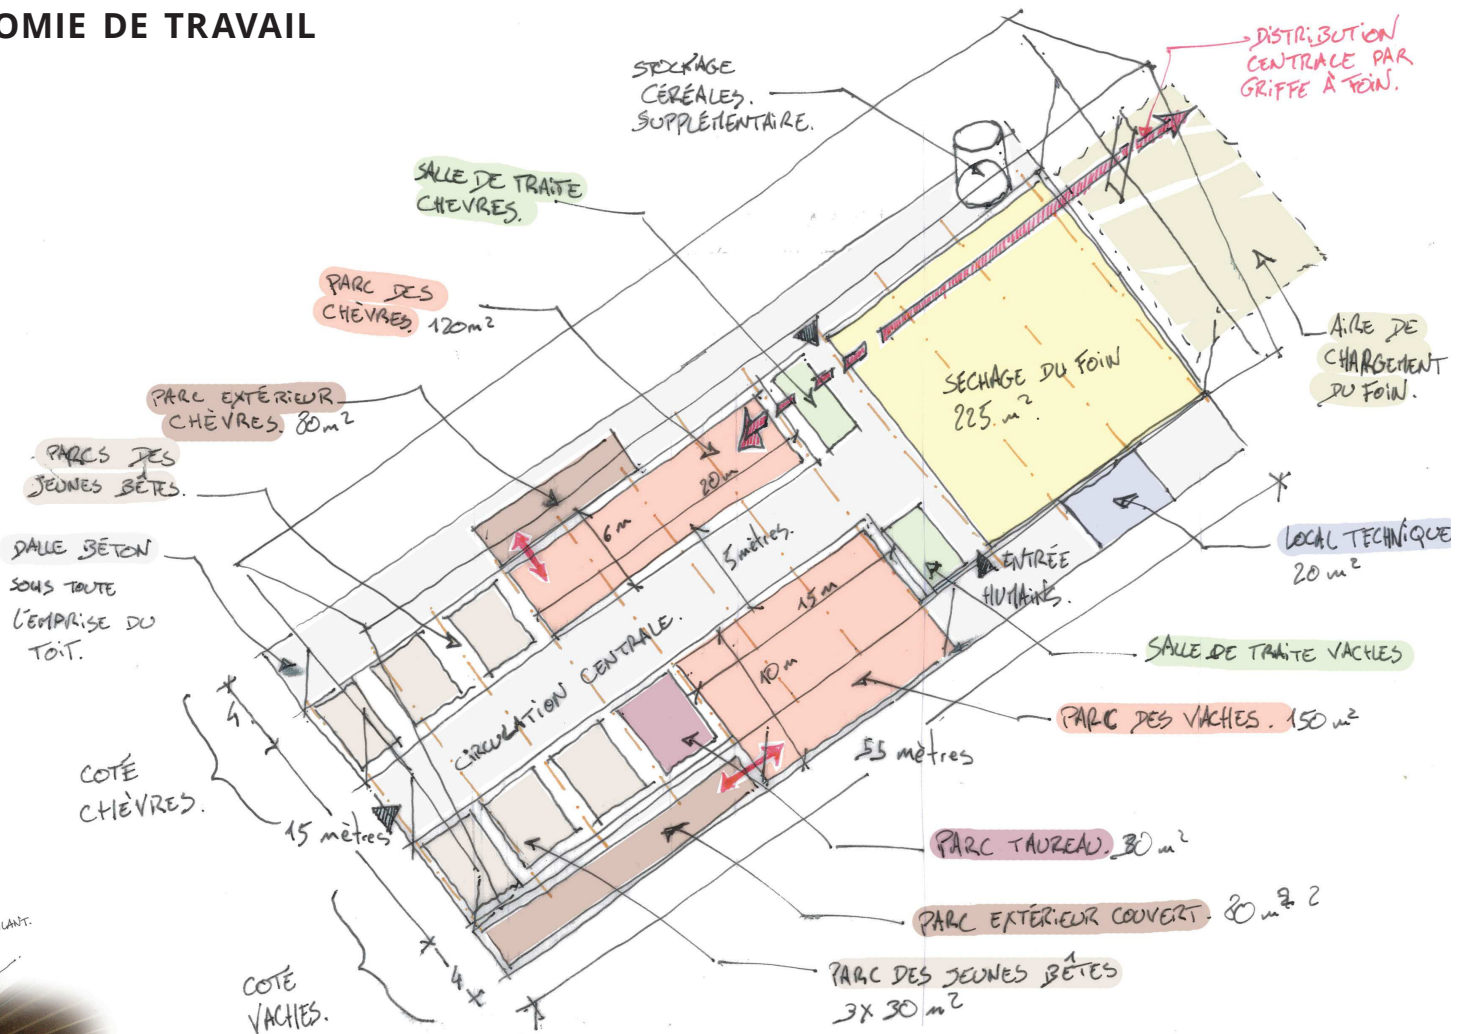 OMIE DE TRAVAIL
DISTRIBUTION
CENTRALE PAR
GRIFFE À FOIN.
STOCKAGE
CÉRÉALES.
SUPPLÉMENTAIRE.
SALLE DE TRAITE
CHEVRES.
PARC DES
CHÈVRES. 120m²
PARC EXTÉRIEUR
CHÈVRES. 80m²
PARCS DES
JEUNES BÊTES.
DALLE BÉTON
SOUS TOUTE
L'EMPRISE DU
TOIT.
AIRE DE
CHARGEMENT
DU FOIN.
SECHAGE DU FOIN
225 m².
20m
6m
5 mètres.
15m
10m
CIRCULATION CENTRALE.
ENTRÉE
HUMAINS.
LOCAL TECHNIQUE
20 m²
SALLE DE TRAITE VACHES
PARC DES VACHES. 150 m²
55 mètres
4
COTÉ
CHÈVRES.
15 mètres
PARC TAUREAU. 30 m²
PARC EXTÉRIEUR COUVERT. 80 m² 2
PARC DES JEUNES BÊTES
3X 30 m²
4
COTÉ
VACHES.
LANT.